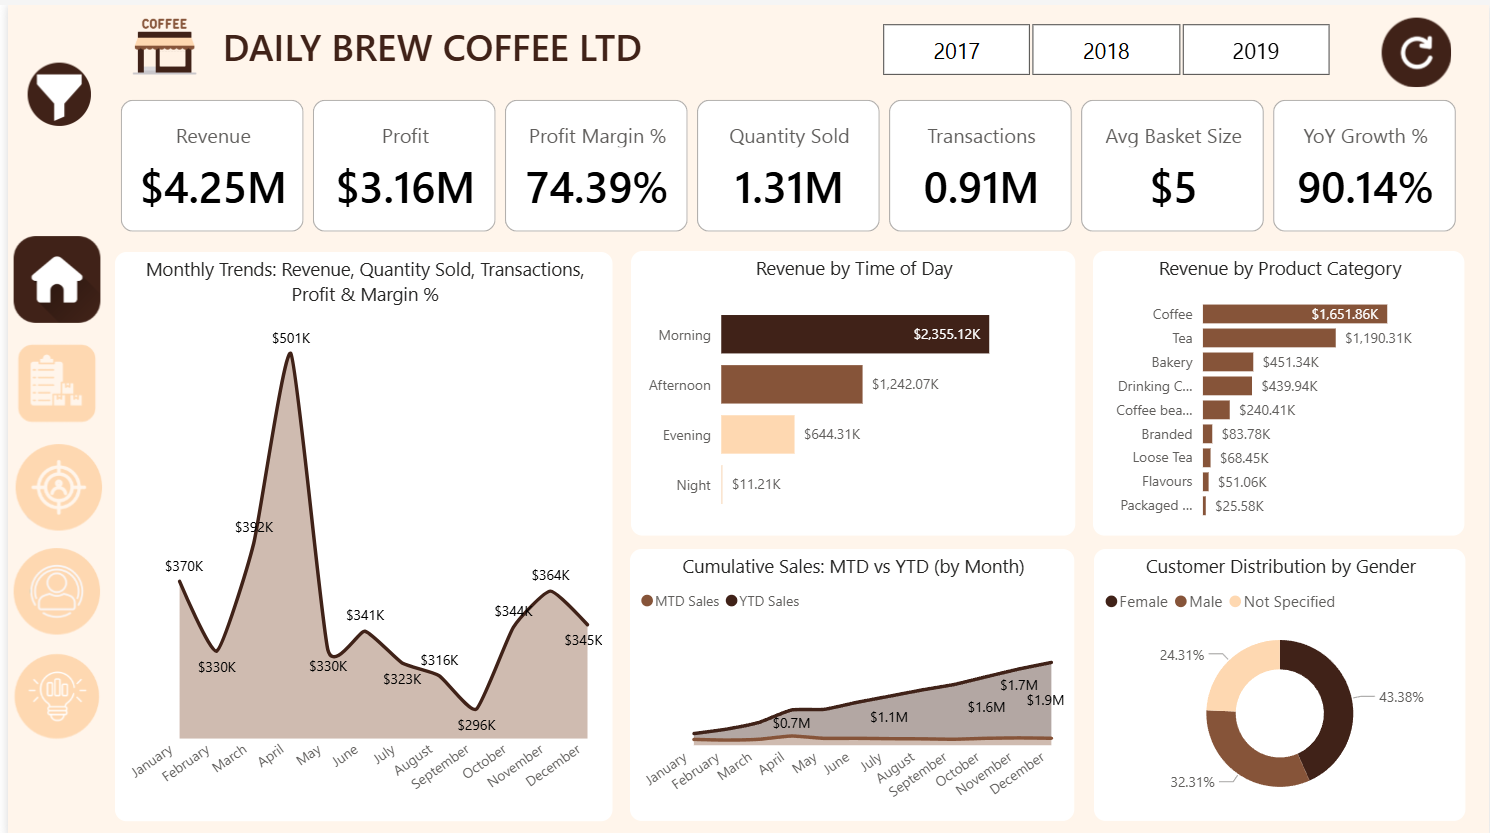 COFFEE
DAILY BREW COFFEE LTD
2017
2018
2019
Revenue
$4.25M
Profit
$3.16M
Profit Margin %
74.39%
Quantity Sold
1.31M
Transactions
0.91M
Avg Basket Size
$5
YoY Growth %
90.14%
Monthly Trends: Revenue, Quantity Sold, Transactions,
Profit & Margin %
$501K
$392K
$370K
$364K
$341K
$344K
$330K
$330K
$323K
$316K
$345K
$296K
January
February
March
April
May
June
July
August
September
October
November
December
Revenue by Time of Day
Morning
$2,355.12K
Afternoon
$1,242.07K
Evening
$644.31K
Night
$11.21K
Revenue by Product Category
Coffee
$1,651.86K
Tea
$1,190.31K
Bakery
$451.34K
Drinking C...
$439.94K
Coffee bea...
$240.41K
Branded
$83.78K
Loose Tea
$68.45K
Flavours
$51.06K
Packaged ...
$25.58K
Cumulative Sales: MTD vs YTD (by Month)
MTD Sales
YTD Sales
$0.7M
$1.1M
$1.6M
$1.7M
$1.9M
January
February
March
April
May
June
July
August
September
October
November
December
Customer Distribution by Gender
Female
Male
Not Specified
24.31%
43.38%
32.31%